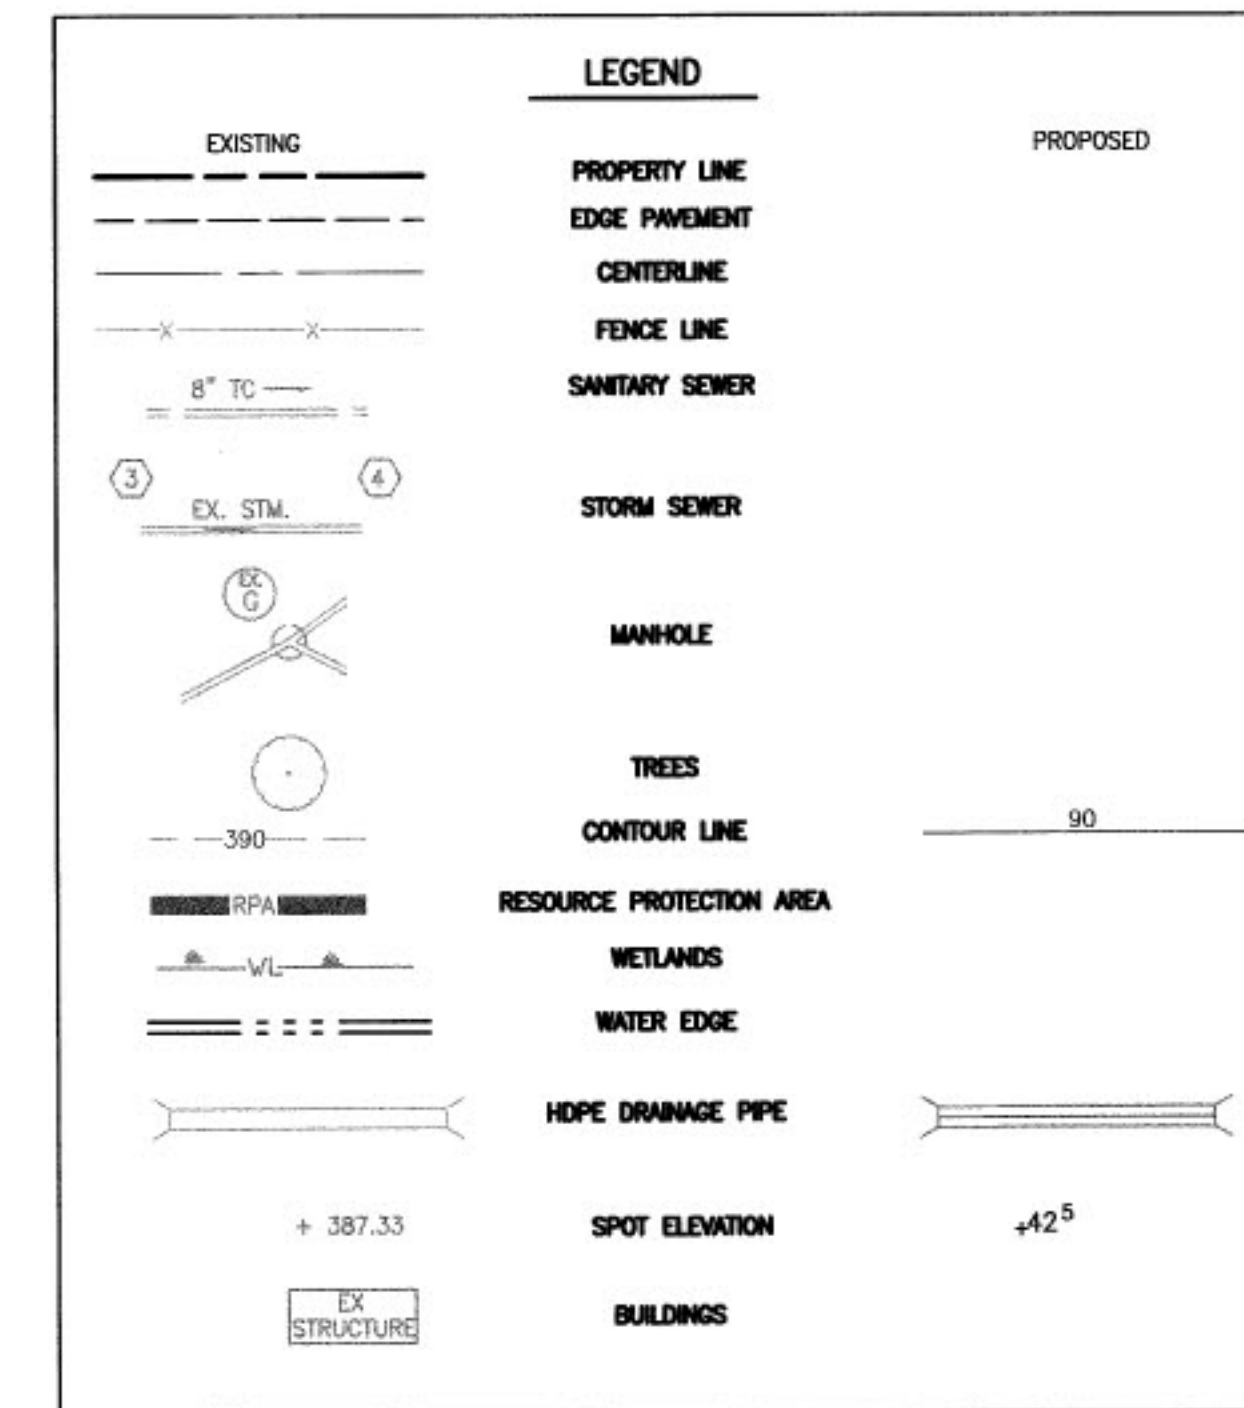 LEGEND
EXISTING PROPOSED
PROPERTY LINE
EDGE PAVEMENT
CENTERLINE
X X FENCE LINE
8" TC SANITARY SEWER
3 4
EX. STM. STORM SEWER
EX.
G
MANHOLE
TREES
390 CONTOUR LINE 90
RPA RESOURCE PROTECTION AREA
WL WETLANDS
WATER EDGE
HDPE DRAINAGE PIPE
+ 387.33 SPOT ELEVATION +42⁵
EX
STRUCTURE
BUILDINGS